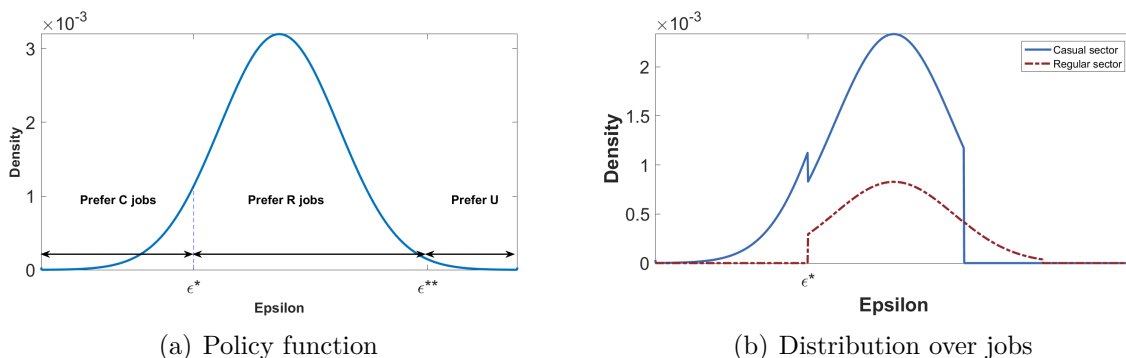 ×10⁻³
3
2
1
0
Density
Prefer C jobs
Prefer R jobs
Prefer U
ϵ*
ϵ**
Epsilon
(a) Policy function
×10⁻³
2
1.5
1
0.5
0
Density
Casual sector
Regular sector
ϵ*
Epsilon
(b) Distribution over jobs